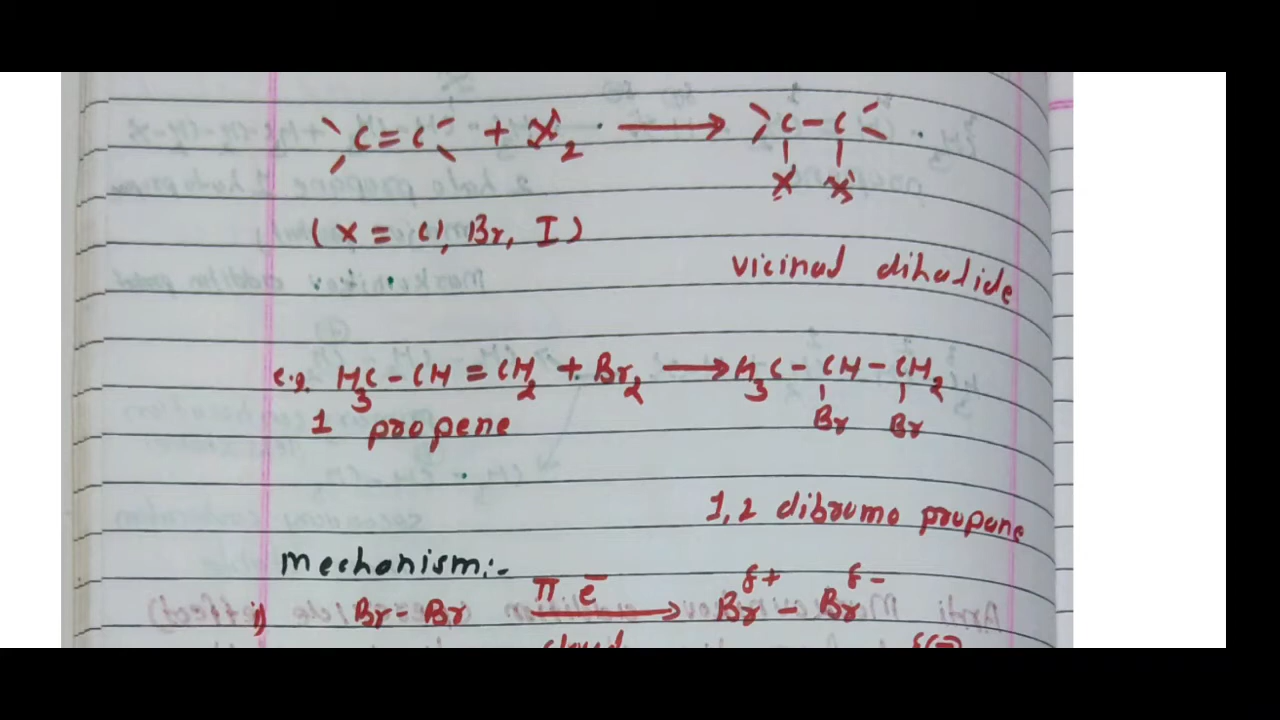 >C=C< + X2 ⟶ >C-C<
X X
(X = Cl, Br, I)
vicinal dihalide
e.g. H3C-CH=CH2 + Br2 ⟶ H3C-CH-CH2
Br Br
1 propene
1,2 dibromo propane
Mechanism:-
i) Br-Br π e̅ ⟶ Brδ+ - Brδ-
cloud